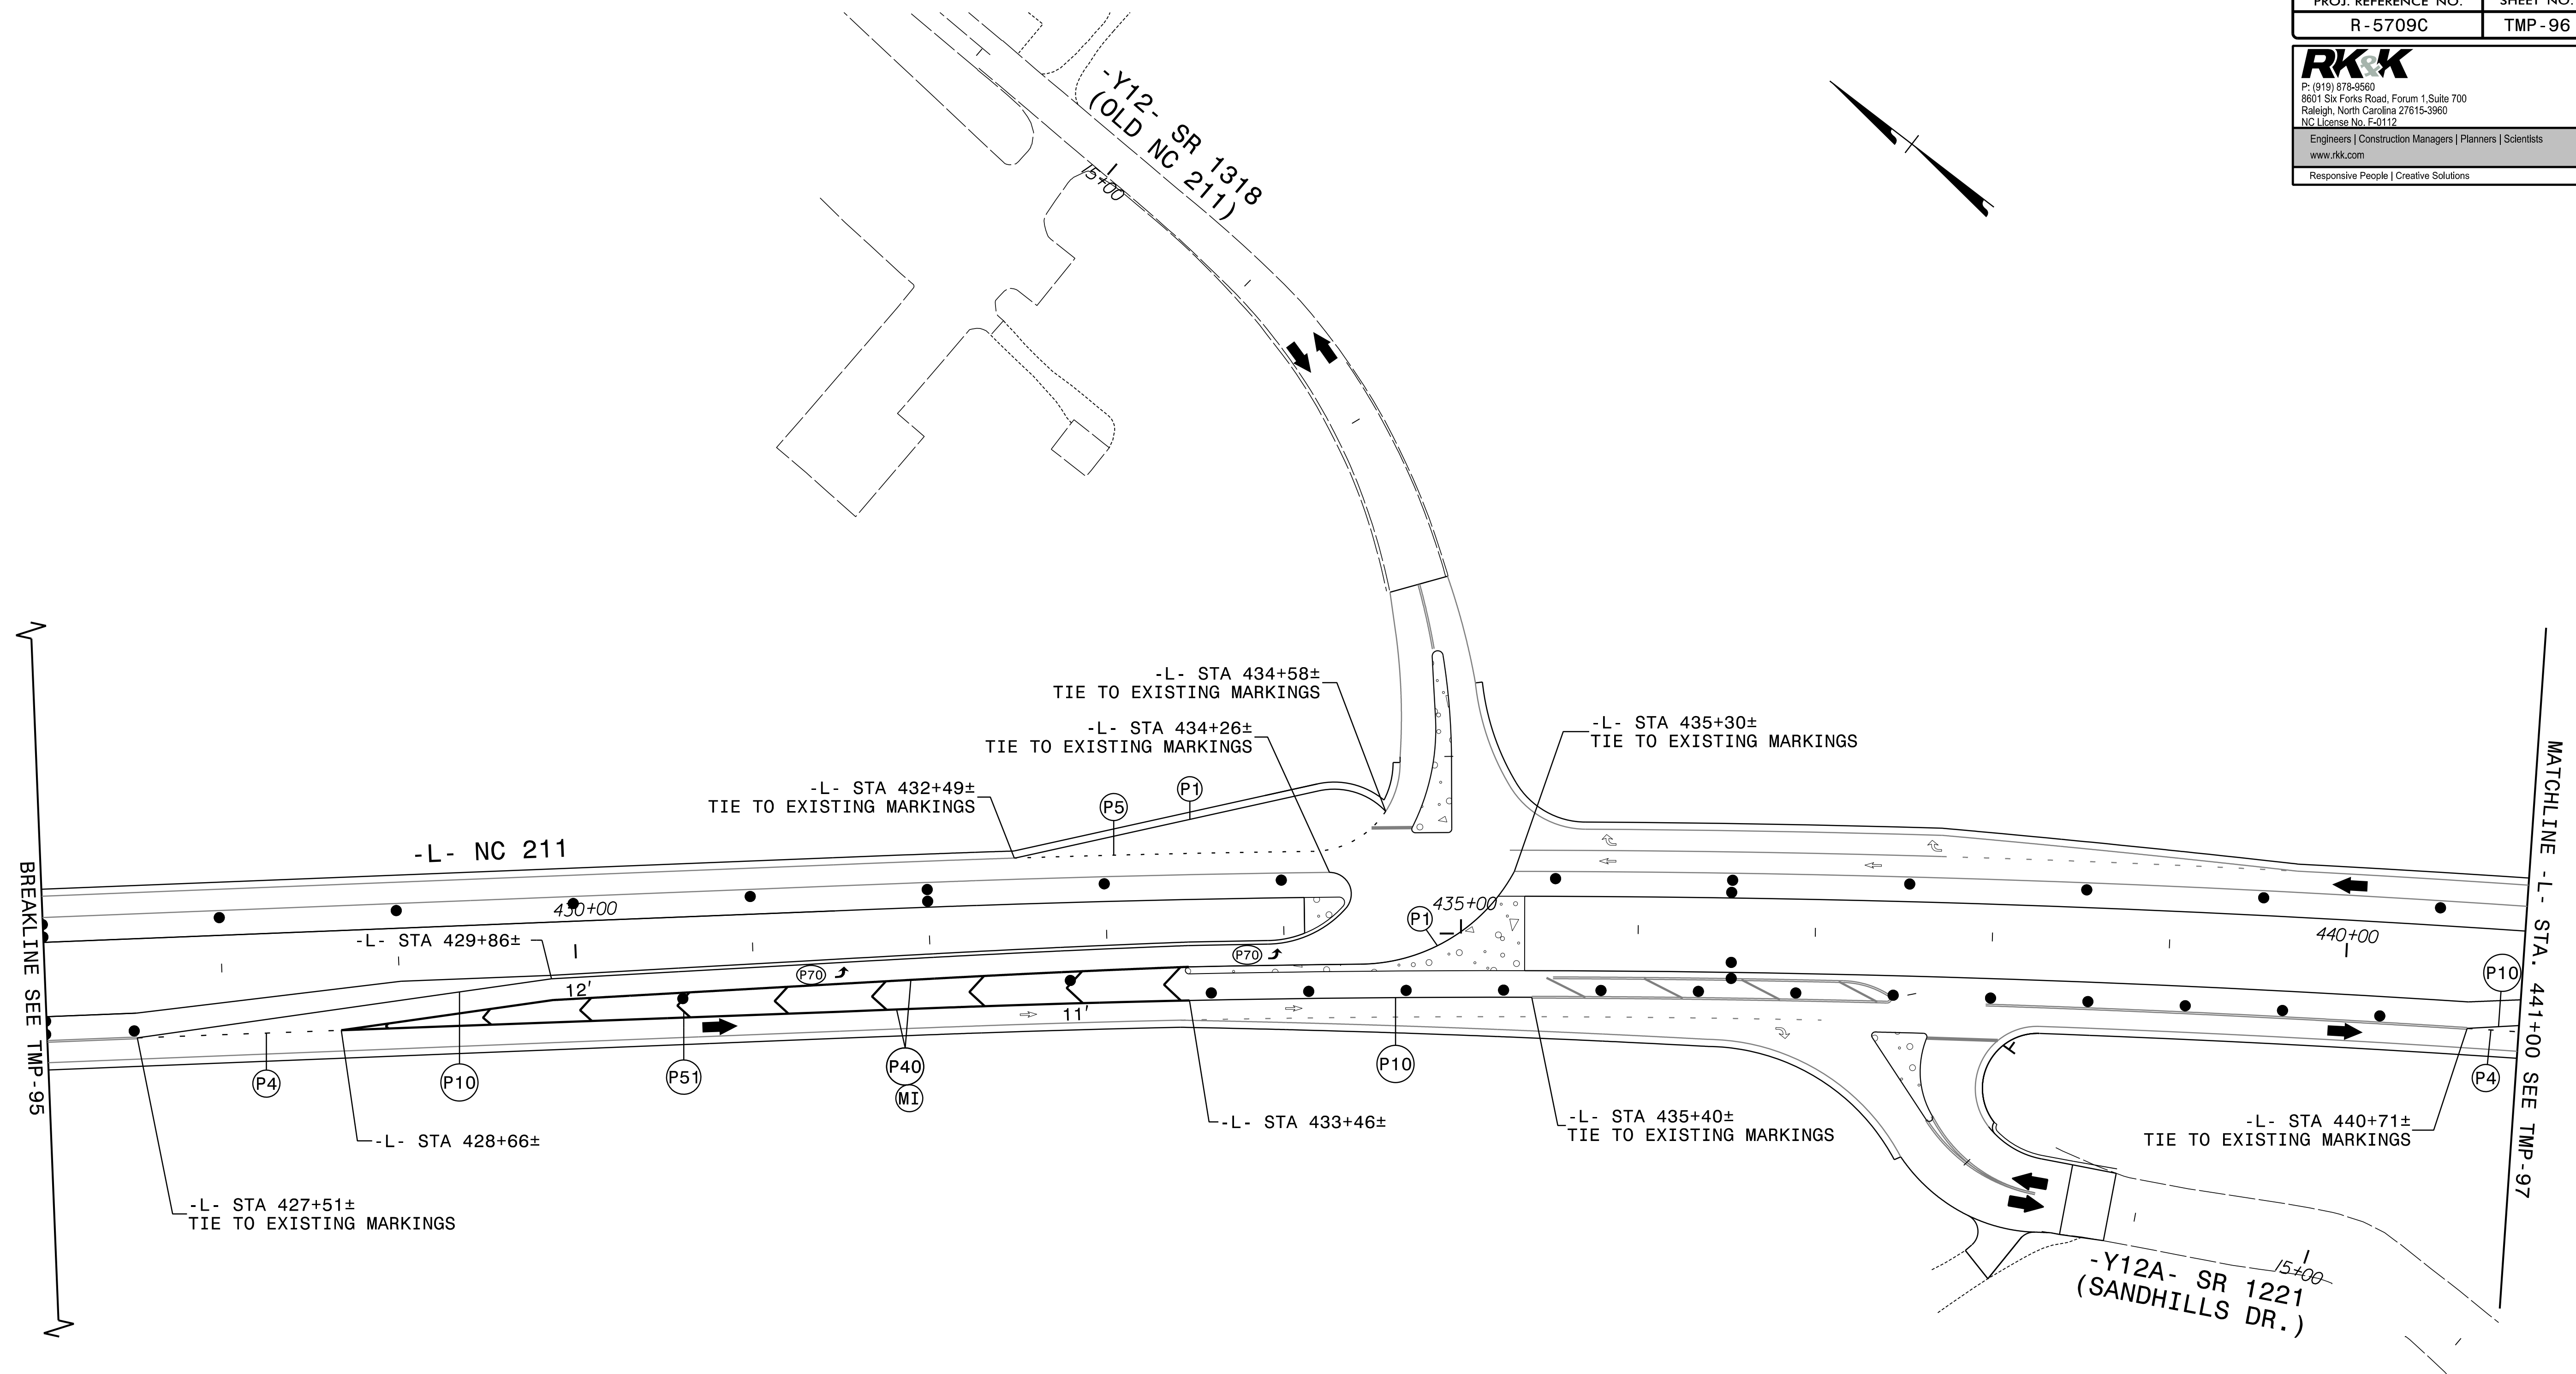 PROJ. REFERENCE NO.
SHEET NO.
R-5709C
TMP-96
RK&K
P: (919) 878-9560
8601 Six Forks Road, Forum 1,Suite 700
Raleigh, North Carolina 27615-3960
NC License No. F-0112
Engineers | Construction Managers | Planners | Scientists
www.rkk.com
Responsive People | Creative Solutions
-Y12- SR 1318
(OLD NC 211)
15+00
-L- STA 434+58±
TIE TO EXISTING MARKINGS
-L- STA 434+26±
TIE TO EXISTING MARKINGS
-L- STA 432+49±
TIE TO EXISTING MARKINGS
P5
P1
-L- STA 435+30±
TIE TO EXISTING MARKINGS
-L- NC 211
430+00
435+00
440+00
P1
-L- STA 429+86±
P70
P70
12'
11'
P10
P4
P10
P51
P40
MI
P10
P4
-L- STA 428+66±
-L- STA 433+46±
-L- STA 435+40±
TIE TO EXISTING MARKINGS
-L- STA 440+71±
TIE TO EXISTING MARKINGS
-L- STA 427+51±
TIE TO EXISTING MARKINGS
BREAKLINE SEE TMP-95
MATCHLINE -L- STA. 441+00 SEE TMP-97
15+00
-Y12A- SR 1221
(SANDHILLS DR.)